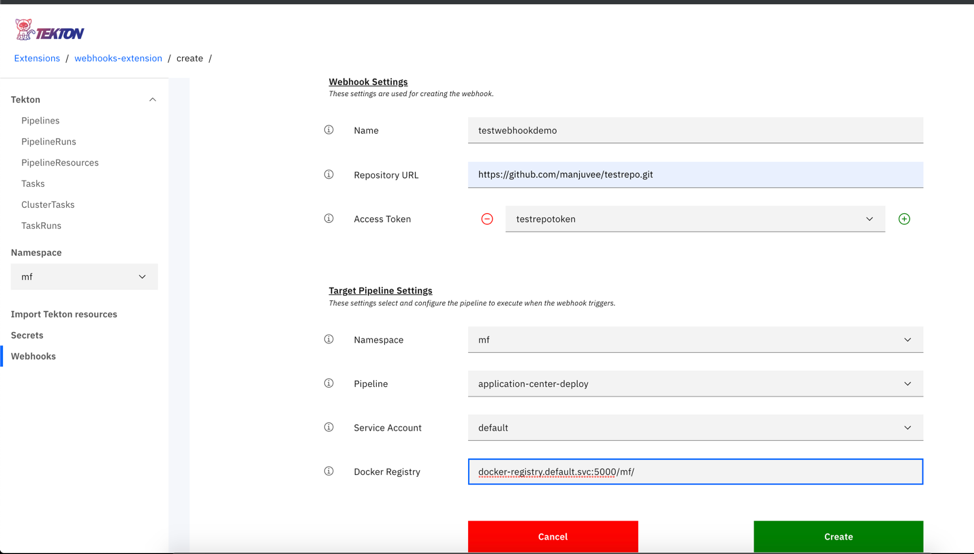 TEKTON
Extensions / webhooks-extension / create /
Tekton
Pipelines
PipelineRuns
PipelineResources
Tasks
ClusterTasks
TaskRuns
Namespace
mf
Import Tekton resources
Secrets
Webhooks
Webhook Settings
These settings are used for creating the webhook.
Name testwebhookdemo
Repository URL https://github.com/manjuvee/testrepo.git
Access Token testrepotoken
Target Pipeline Settings
These settings select and configure the pipeline to execute when the webhook triggers.
Namespace mf
Pipeline application-center-deploy
Service Account default
Docker Registry docker-registry.default.svc:5000/mf/
Cancel Create